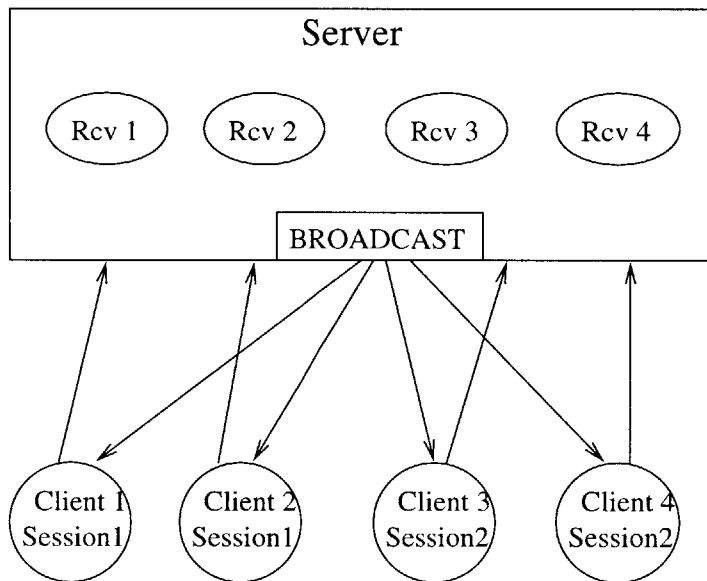 Server
Rcv 1
Rcv 2
Rcv 3
Rcv 4
BROADCAST
Client 1
Session1
Client 2
Session1
Client 3
Session2
Client 4
Session2